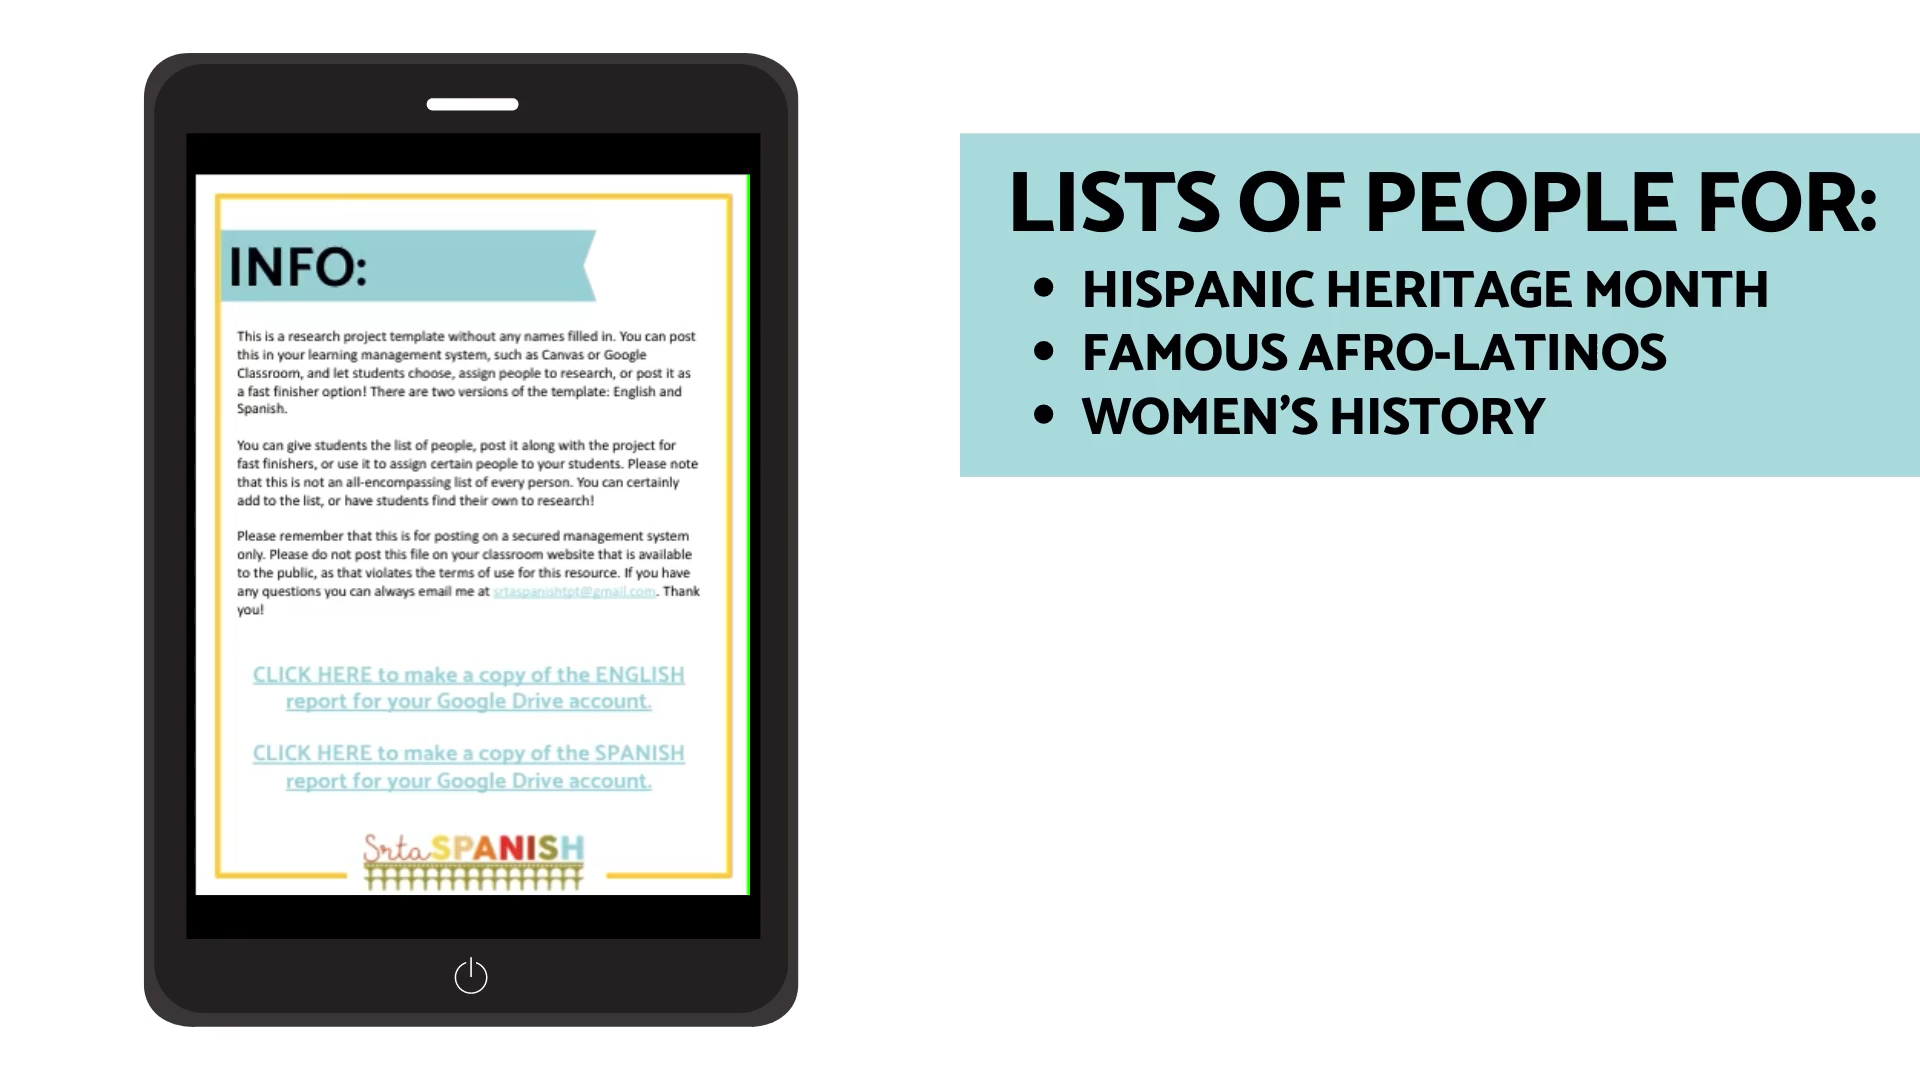 INFO:
This is a research project template without any names filled in. You can post
this in your learning management system, such as Canvas or Google
Classroom, and let students choose, assign people to research, or post it as
a fast finisher option! There are two versions of the template: English and
Spanish.
You can give students the list of people, post it along with the project for
fast finishers, or use it to assign certain people to your students. Please note
that this is not an all-encompassing list of every person. You can certainly
add to the list, or have students find their own to research!
Please remember that this is for posting on a secured management system
only. Please do not post this file on your classroom website that is available
to the public, as that violates the terms of use for this resource. If you have
any questions you can always email me at srtaspanishtpt@gmail.com. Thank
you!
CLICK HERE to make a copy of the ENGLISH
report for your Google Drive account.
CLICK HERE to make a copy of the SPANISH
report for your Google Drive account.
Srta SPANISH
LISTS OF PEOPLE FOR:
• HISPANIC HERITAGE MONTH
• FAMOUS AFRO-LATINOS
• WOMEN’S HISTORY